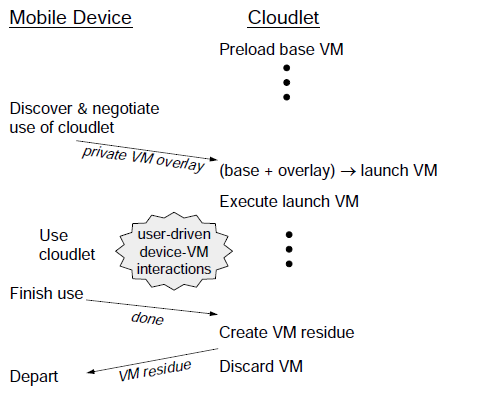 Mobile Device
Cloudlet
Preload base VM
Discover & negotiate
use of cloudlet
private VM overlay
(base + overlay) → launch VM
Execute launch VM
Use
cloudlet
user-driven
device-VM
interactions
Finish use
done
Create VM residue
VM residue
Discard VM
Depart